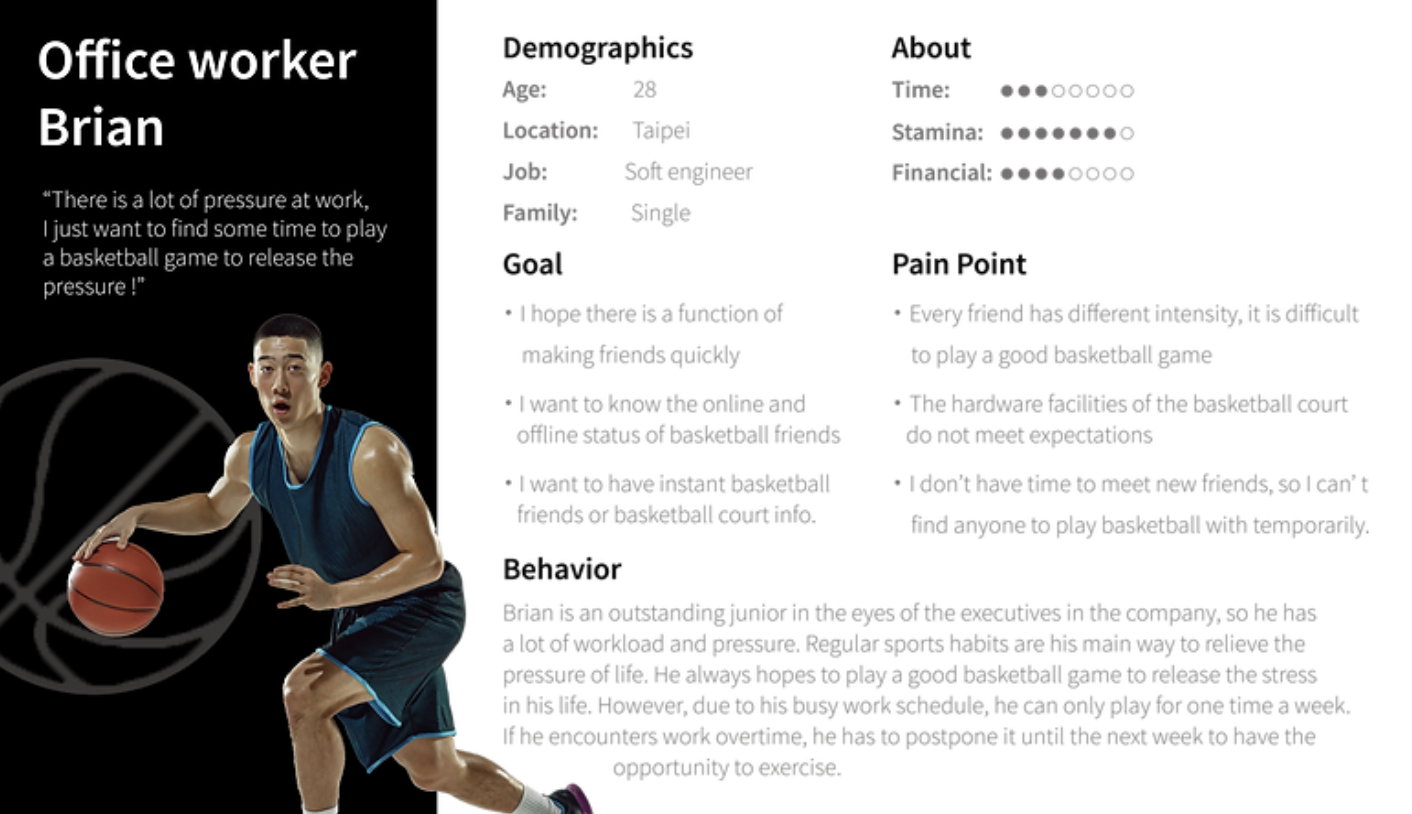 Office worker
Brian
“There is a lot of pressure at work,
I just want to find some time to play
a basketball game to release the
pressure !”
Demographics
Age: 28
Location: Taipei
Job: Soft engineer
Family: Single
About
Time:
Stamina:
Financial:
Goal
• I hope there is a function of
making friends quickly
• I want to know the online and
offline status of basketball friends
• I want to have instant basketball
friends or basketball court info.
Pain Point
• Every friend has different intensity, it is difficult
to play a good basketball game
• The hardware facilities of the basketball court
do not meet expectations
• I don’t have time to meet new friends, so I can’ t
find anyone to play basketball with temporarily.
Behavior
Brian is an outstanding junior in the eyes of the executives in the company, so he has
a lot of workload and pressure. Regular sports habits are his main way to relieve the
pressure of life. He always hopes to play a good basketball game to release the stress
in his life. However, due to his busy work schedule, he can only play for one time a week.
If he encounters work overtime, he has to postpone it until the next week to have the
opportunity to exercise.